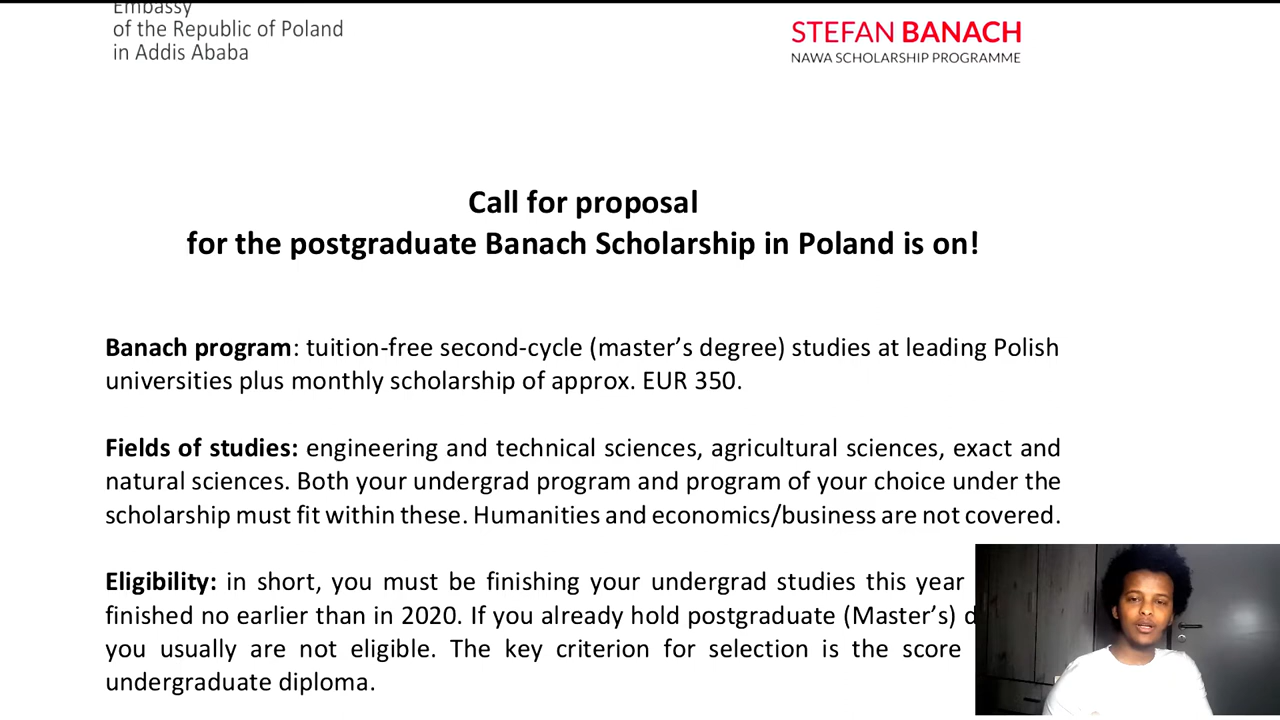 Embassy
of the Republic of Poland
in Addis Ababa
STEFAN BANACH
NAWA SCHOLARSHIP PROGRAMME
Call for proposal
for the postgraduate Banach Scholarship in Poland is on!
Banach program: tuition-free second-cycle (master’s degree) studies at leading Polish
universities plus monthly scholarship of approx. EUR 350.
Fields of studies: engineering and technical sciences, agricultural sciences, exact and
natural sciences. Both your undergrad program and program of your choice under the
scholarship must fit within these. Humanities and economics/business are not covered.
Eligibility: in short, you must be finishing your undergrad studies this year
finished no earlier than in 2020. If you already hold postgraduate (Master’s)
you usually are not eligible. The key criterion for selection is the score
undergraduate diploma.